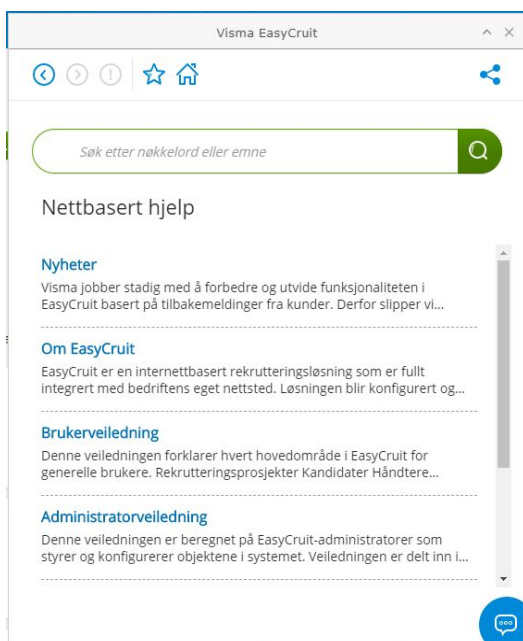 Visma EasyCruit
Søk etter nøkkelord eller emne
Nettbasert hjelp
Nyheter
Visma jobber stadig med å forbedre og utvide funksjonaliteten i
EasyCruit basert på tilbakemeldinger fra kunder. Derfor slipper vi...
Om EasyCruit
EasyCruit er en internettbasert rekrutteringsløsning som er fullt
integrert med bedriftens eget nettsted. Løsningen blir konfigurert og...
Brukerveiledning
Denne veiledningen forklarer hvert hovedområde i EasyCruit for
generelle brukere. Rekrutteringsprosjekter Kandidater Håndtere...
Administratorveiledning
Denne veiledningen er beregnet på EasyCruit-administratorer som
styrer og konfigurerer objektene i systemet. Veiledningen er delt inn i...